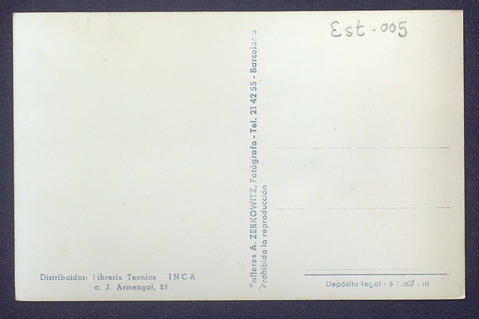 Est-005
Talleres A. ZERKOWITZ, Fotógrafo - Tel. 21 42 55 - Barcelona
Prohibida la reproducción
Distribuidor: Librería Tecnica INCA
c. J. Armengol, 25
Depósito Legal - B